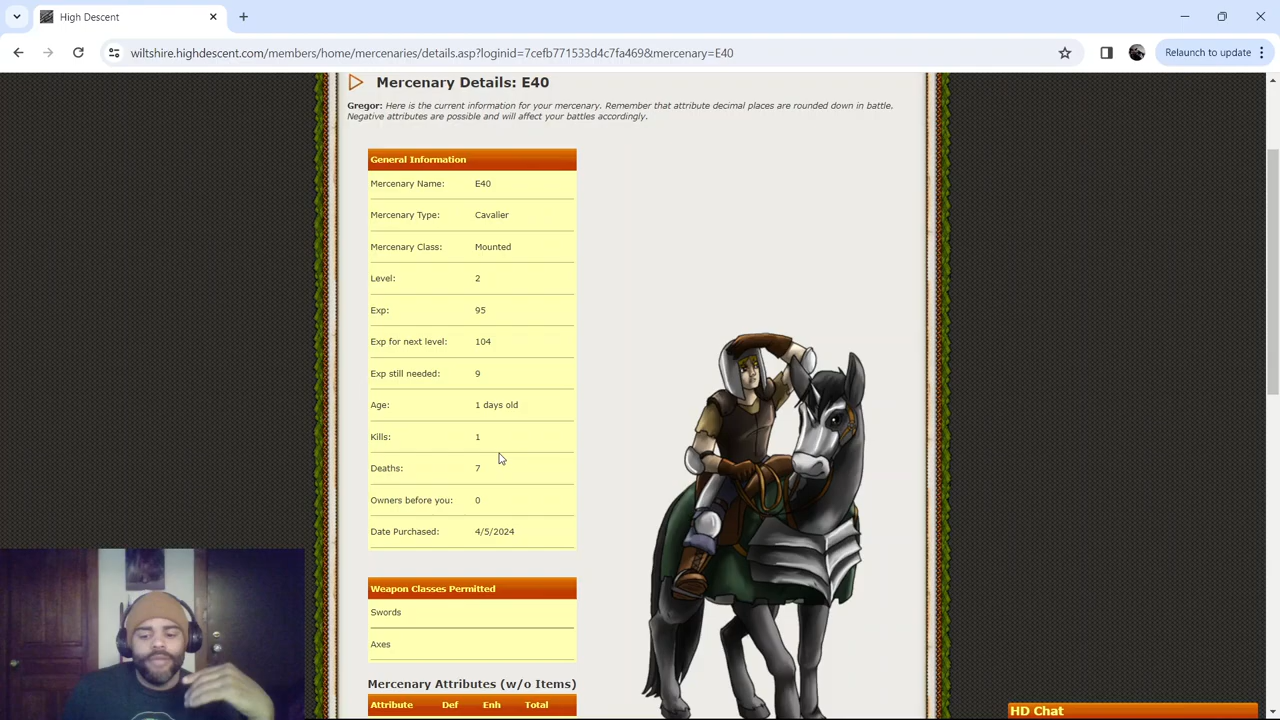 High Descent
wiltshire.highdescent.com/members/home/mercenaries/details.asp?loginid=7cefb771533d4c7fa469&mercenary=E40
Relaunch to update
Mercenary Details: E40
Gregor: Here is the current information for your mercenary. Remember that attribute decimal places are rounded down in battle.
Negative attributes are possible and will affect your battles accordingly.
General Information
Mercenary Name: E40
Mercenary Type: Cavalier
Mercenary Class: Mounted
Level: 2
Exp: 95
Exp for next level: 104
Exp still needed: 9
Age: 1 days old
Kills: 1
Deaths: 7
Owners before you: 0
Date Purchased: 4/5/2024
Weapon Classes Permitted
Swords
Axes
Mercenary Attributes (w/o Items)
Attribute Def Enh Total
HD Chat